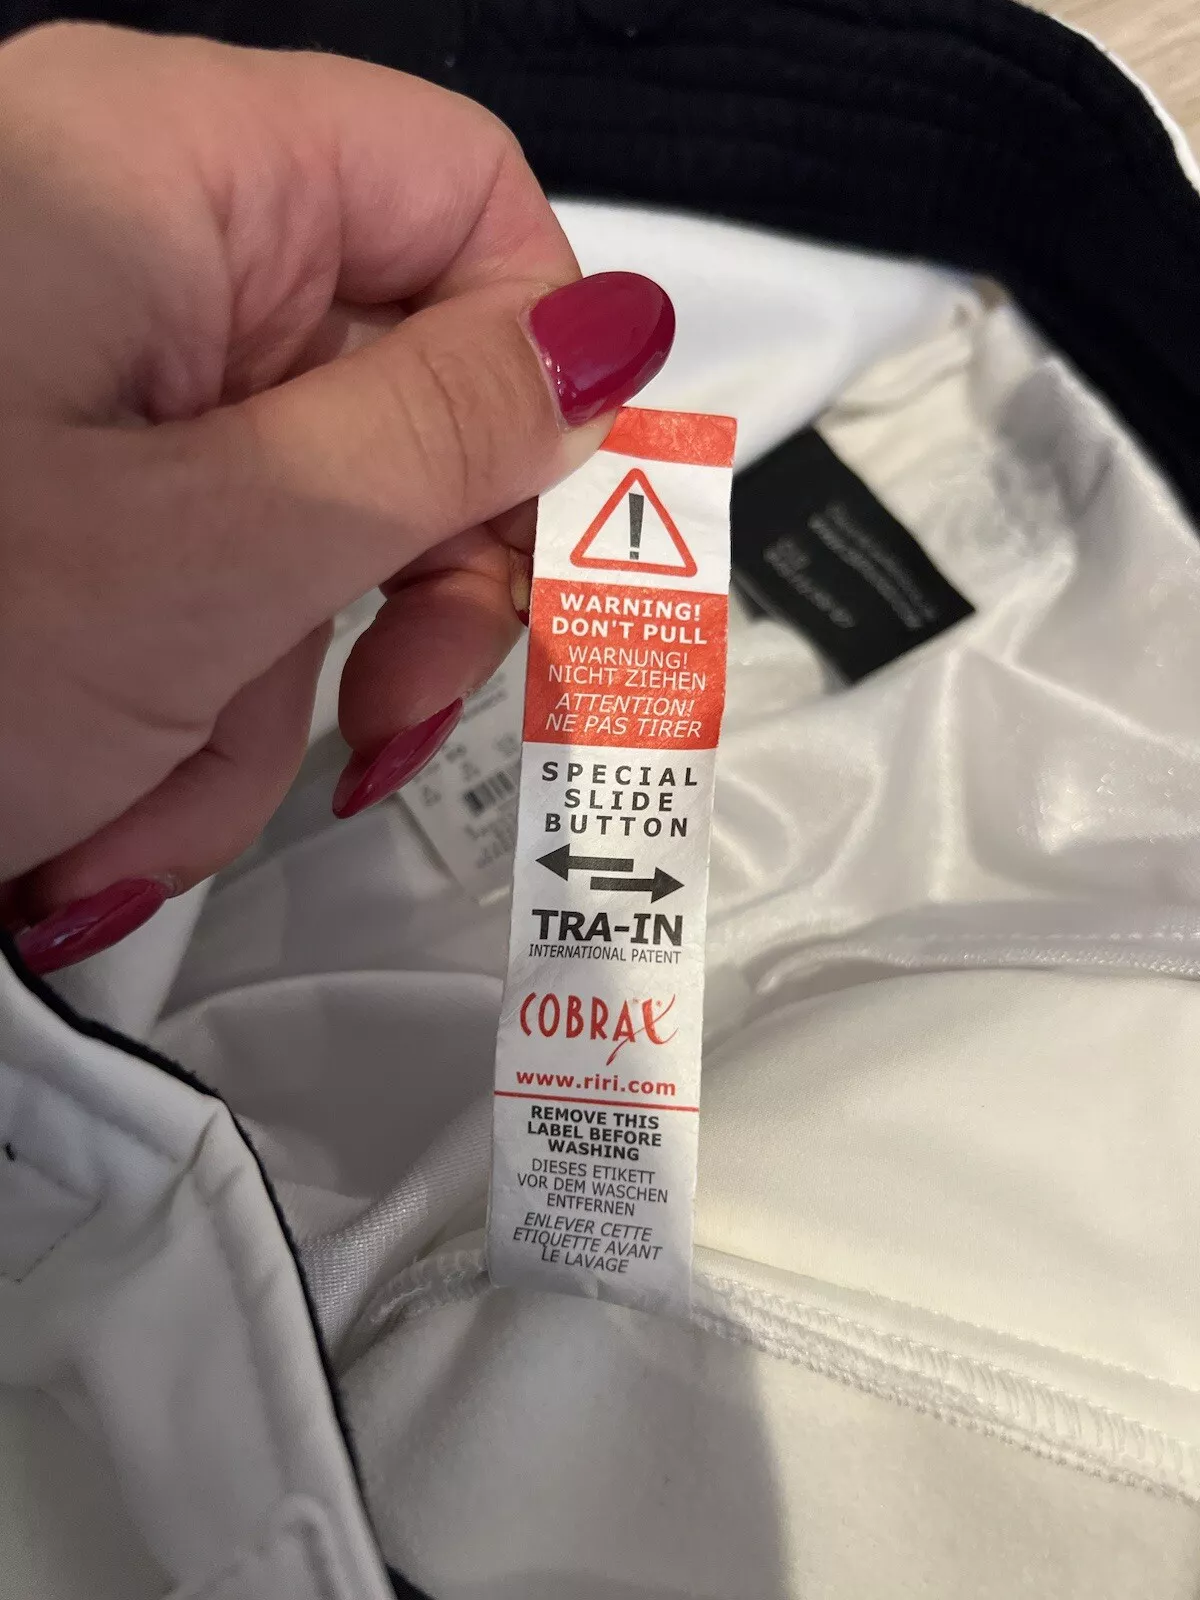 WARNING!
DON'T PULL
WARNUNG!
NICHT ZIEHEN
ATTENTION!
NE PAS TIRER
SPECIAL
SLIDE
BUTTON
TRA-IN
INTERNATIONAL PATENT
COBRAX
www.riri.com
REMOVE THIS
LABEL BEFORE
WASHING
DIESES ETIKETT
VOR DEM WASCHEN
ENTFERNEN
ENLEVER CETTE
ETIQUETTE AVANT
LE LAVAGE